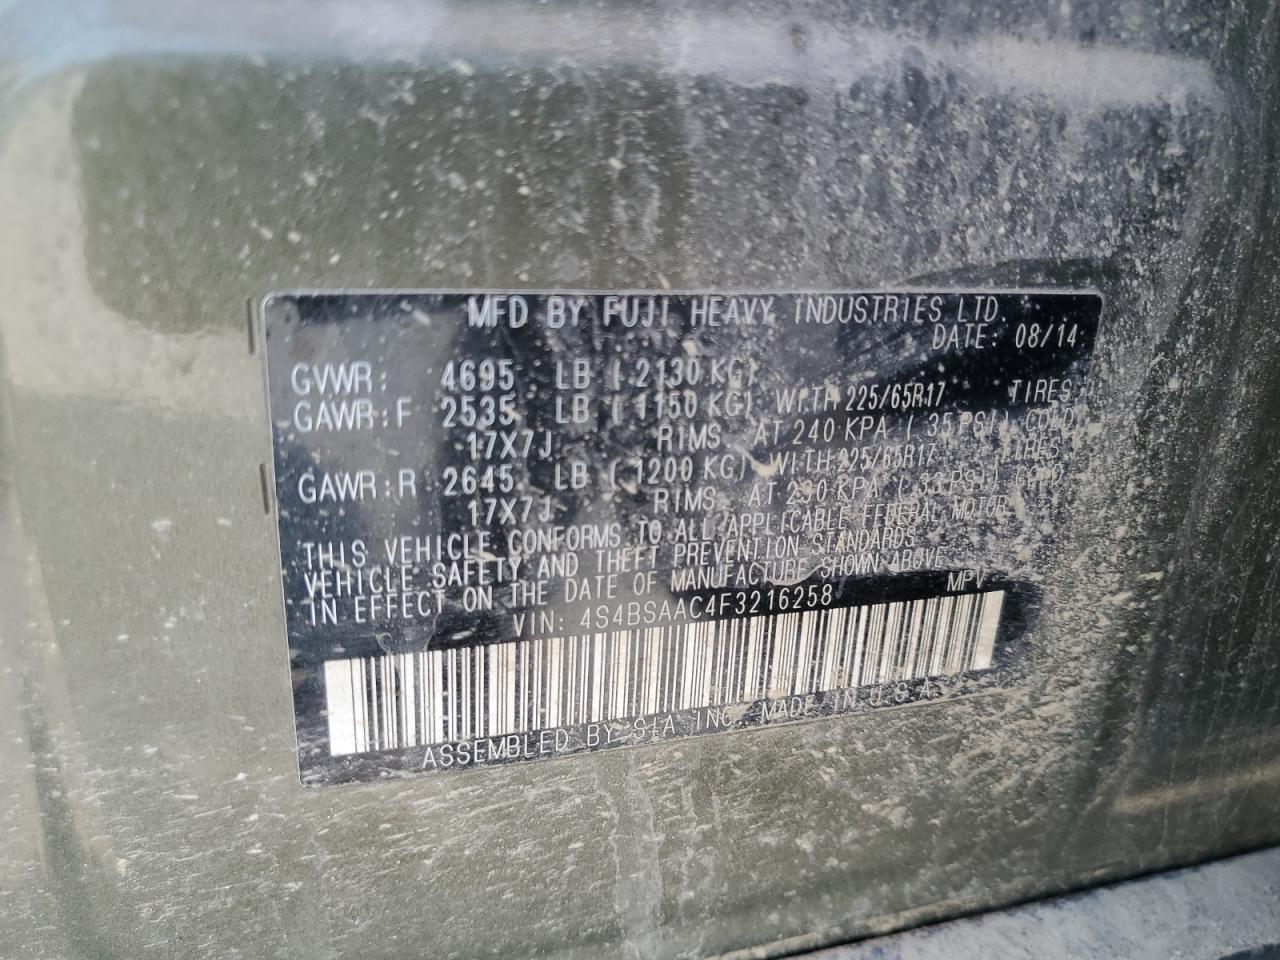 MFD BY FUJI HEAVY INDUSTRIES LTD.
DATE: 08/14
GVWR: 4695 LB ( 2130 KG)
GAWR:F 2535 LB ( 1150 KG) WITH 225/65R17 TIRES
17X7J RIMS AT 240 KPA ( 35 PSI) COLD
GAWR:R 2645 LB ( 1200 KG) WITH 225/65R17 TIRES
17X7J RIMS AT 230 KPA ( 33 PSI) COLD
THIS VEHICLE CONFORMS TO ALL APPLICABLE FEDERAL MOTOR
VEHICLE SAFETY AND THEFT PREVENTION STANDARDS
IN EFFECT ON THE DATE OF MANUFACTURE SHOWN ABOVE
VIN: 4S4BSAAC4F3216258 MPV
ASSEMBLED BY SIA INC. MADE IN U.S.A.